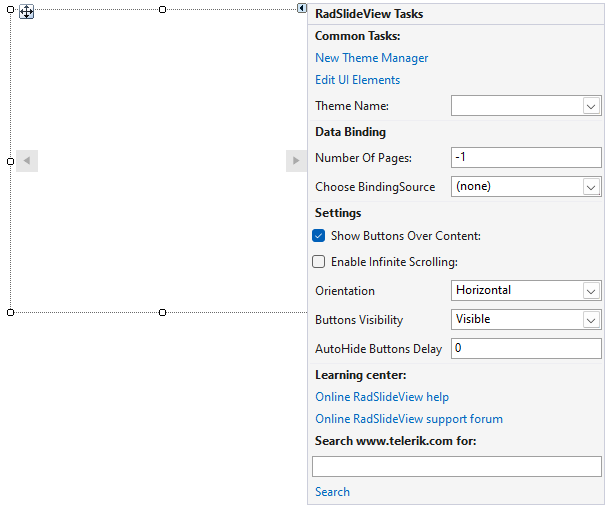 RadSlideView Tasks
Common Tasks:
New Theme Manager
Edit UI Elements
Theme Name:
Data Binding
Number Of Pages: -1
Choose BindingSource (none)
Settings
Show Buttons Over Content:
Enable Infinite Scrolling:
Orientation Horizontal
Buttons Visibility Visible
AutoHide Buttons Delay 0
Learning center:
Online RadSlideView help
Online RadSlideView support forum
Search www.telerik.com for:
Search